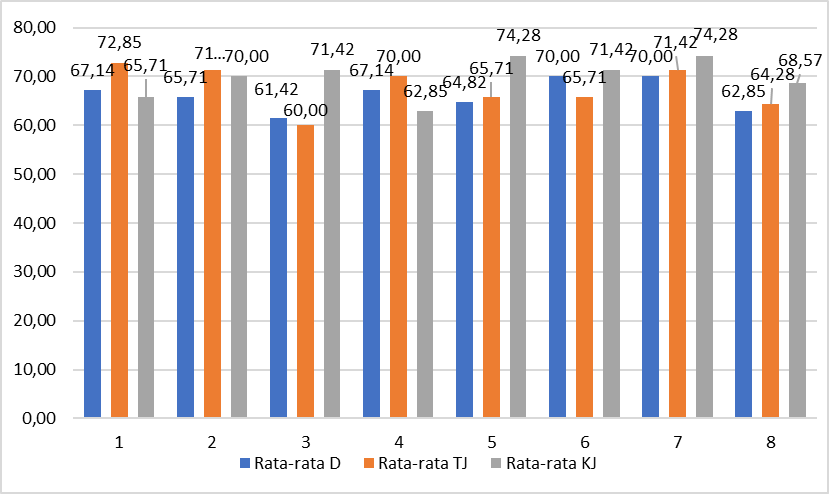 80,00
70,00
60,00
50,00
40,00
30,00
20,00
10,00
0,00
67,14 72,85 65,71
65,71 71... 70,00
61,42 60,00 71,42
67,14 70,00 62,85
64,82 65,71 74,28
70,00 65,71 71,42
70,00 71,42 74,28
62,85 64,28 68,57
1 2 3 4 5 6 7 8
Rata-rata D Rata-rata TJ Rata-rata KJ